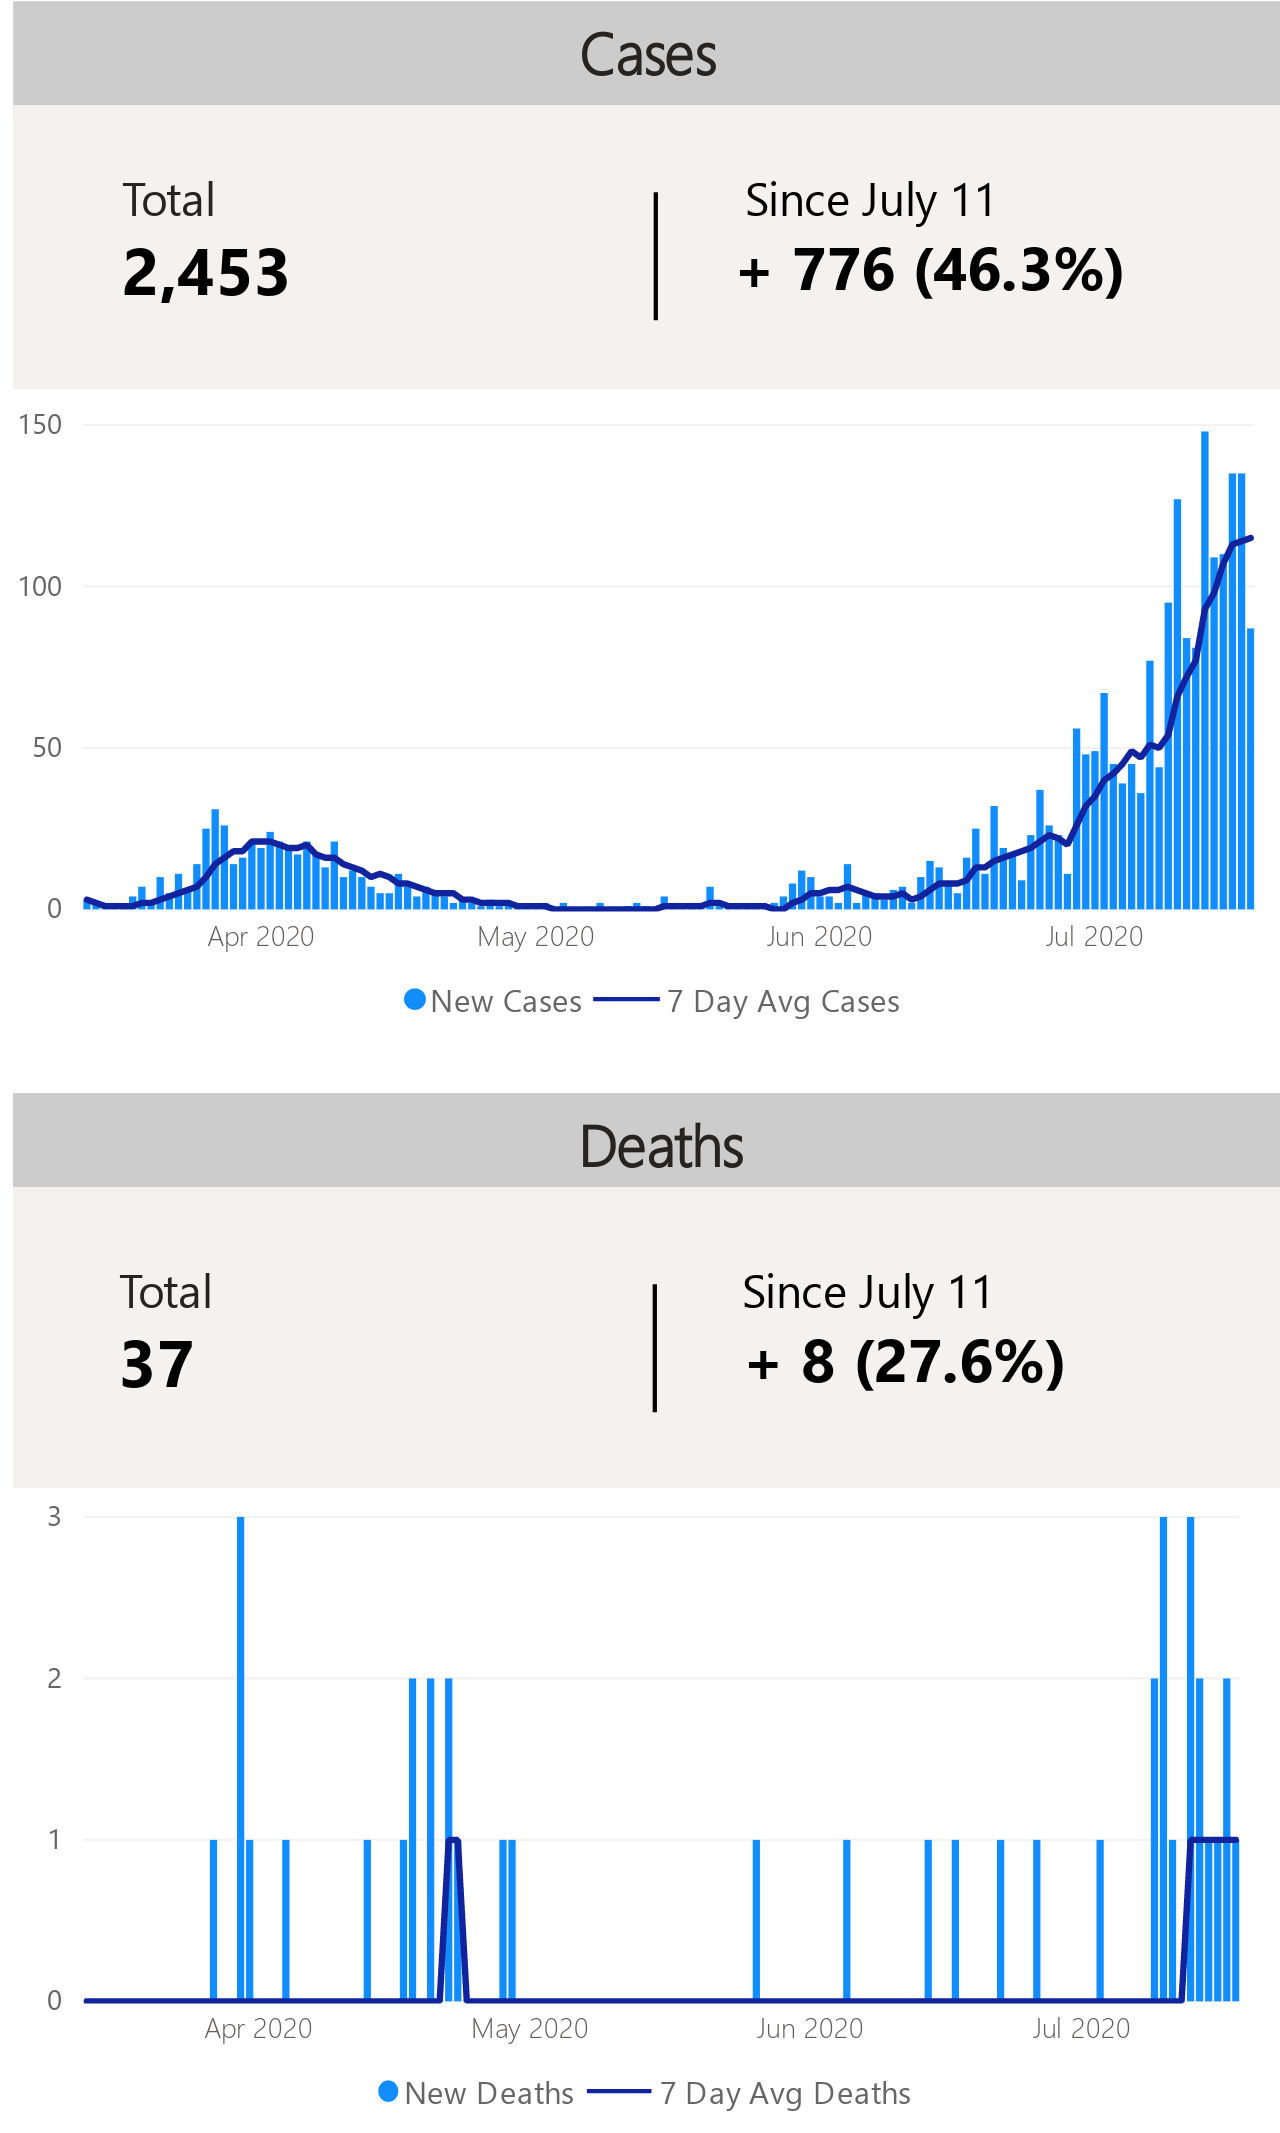 Cases
Total
2,453
Since July 11
+ 776 (46.3%)
150
100
50
0
Apr 2020
May 2020
Jun 2020
Jul 2020
New Cases
7 Day Avg Cases
Deaths
Total
37
Since July 11
+ 8 (27.6%)
3
2
1
0
Apr 2020
May 2020
Jun 2020
Jul 2020
New Deaths
7 Day Avg Deaths